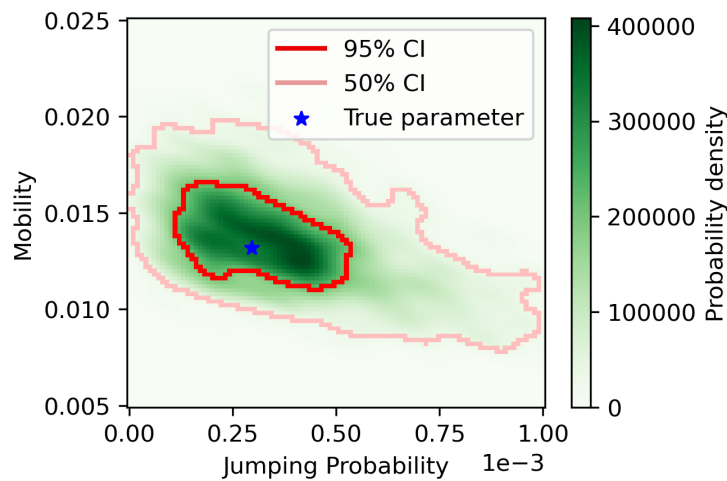 0.025
0.020
0.015
0.010
0.005
Mobility
95% CI
50% CI
True parameter
0.00
0.25
0.50
0.75
1.00
1e−3
Jumping Probability
400000
300000
200000
100000
0
Probability density